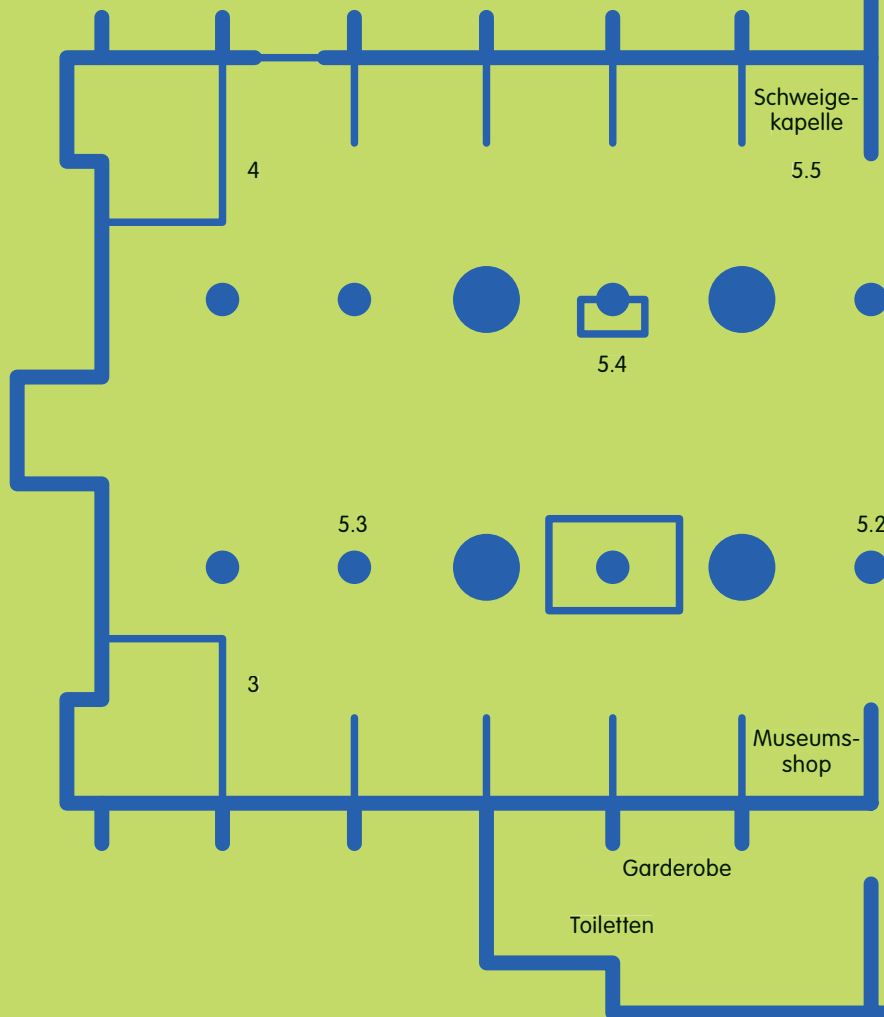 Schweige-
kapelle
4
5.5
5.4
5.3
5.2
3
Museums-
shop
Garderobe
Toiletten